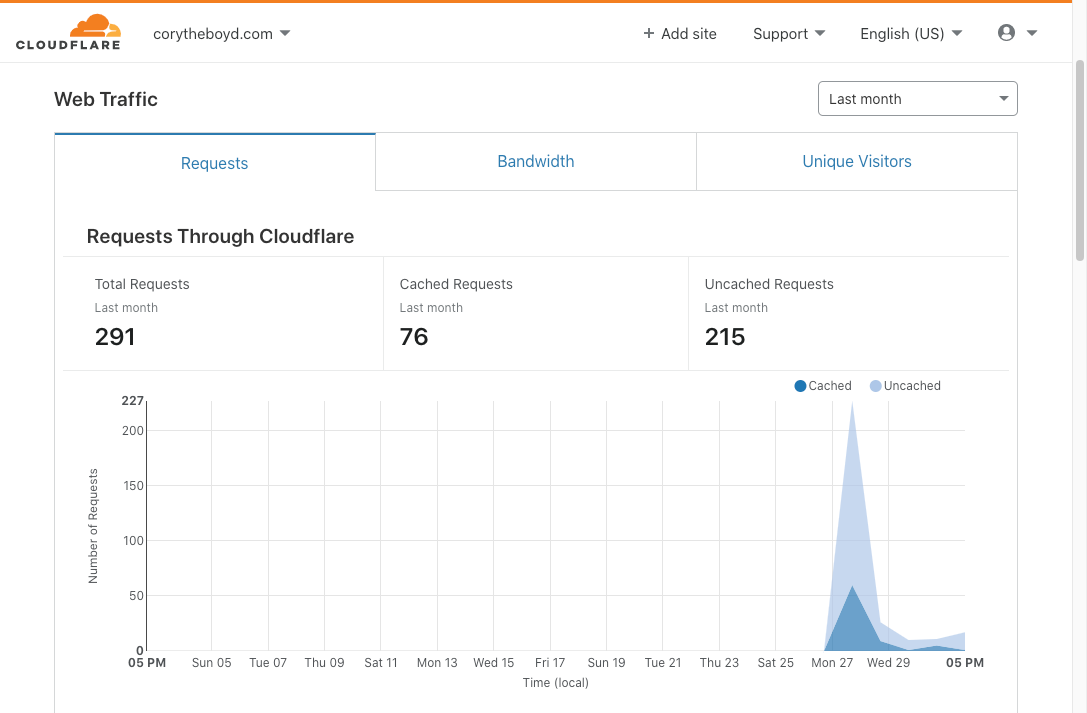 CLOUDFLARE corytheboyd.com + Add site Support English (US)
Web Traffic Last month
Requests Bandwidth Unique Visitors
Requests Through Cloudflare
Total Requests Cached Requests Uncached Requests
Last month Last month Last month
291 76 215
Cached Uncached
227
200
150
100
50
0
Number of Requests
05 PM Sun 05 Tue 07 Thu 09 Sat 11 Mon 13 Wed 15 Fri 17 Sun 19 Tue 21 Thu 23 Sat 25 Mon 27 Wed 29 05 PM
Time (local)